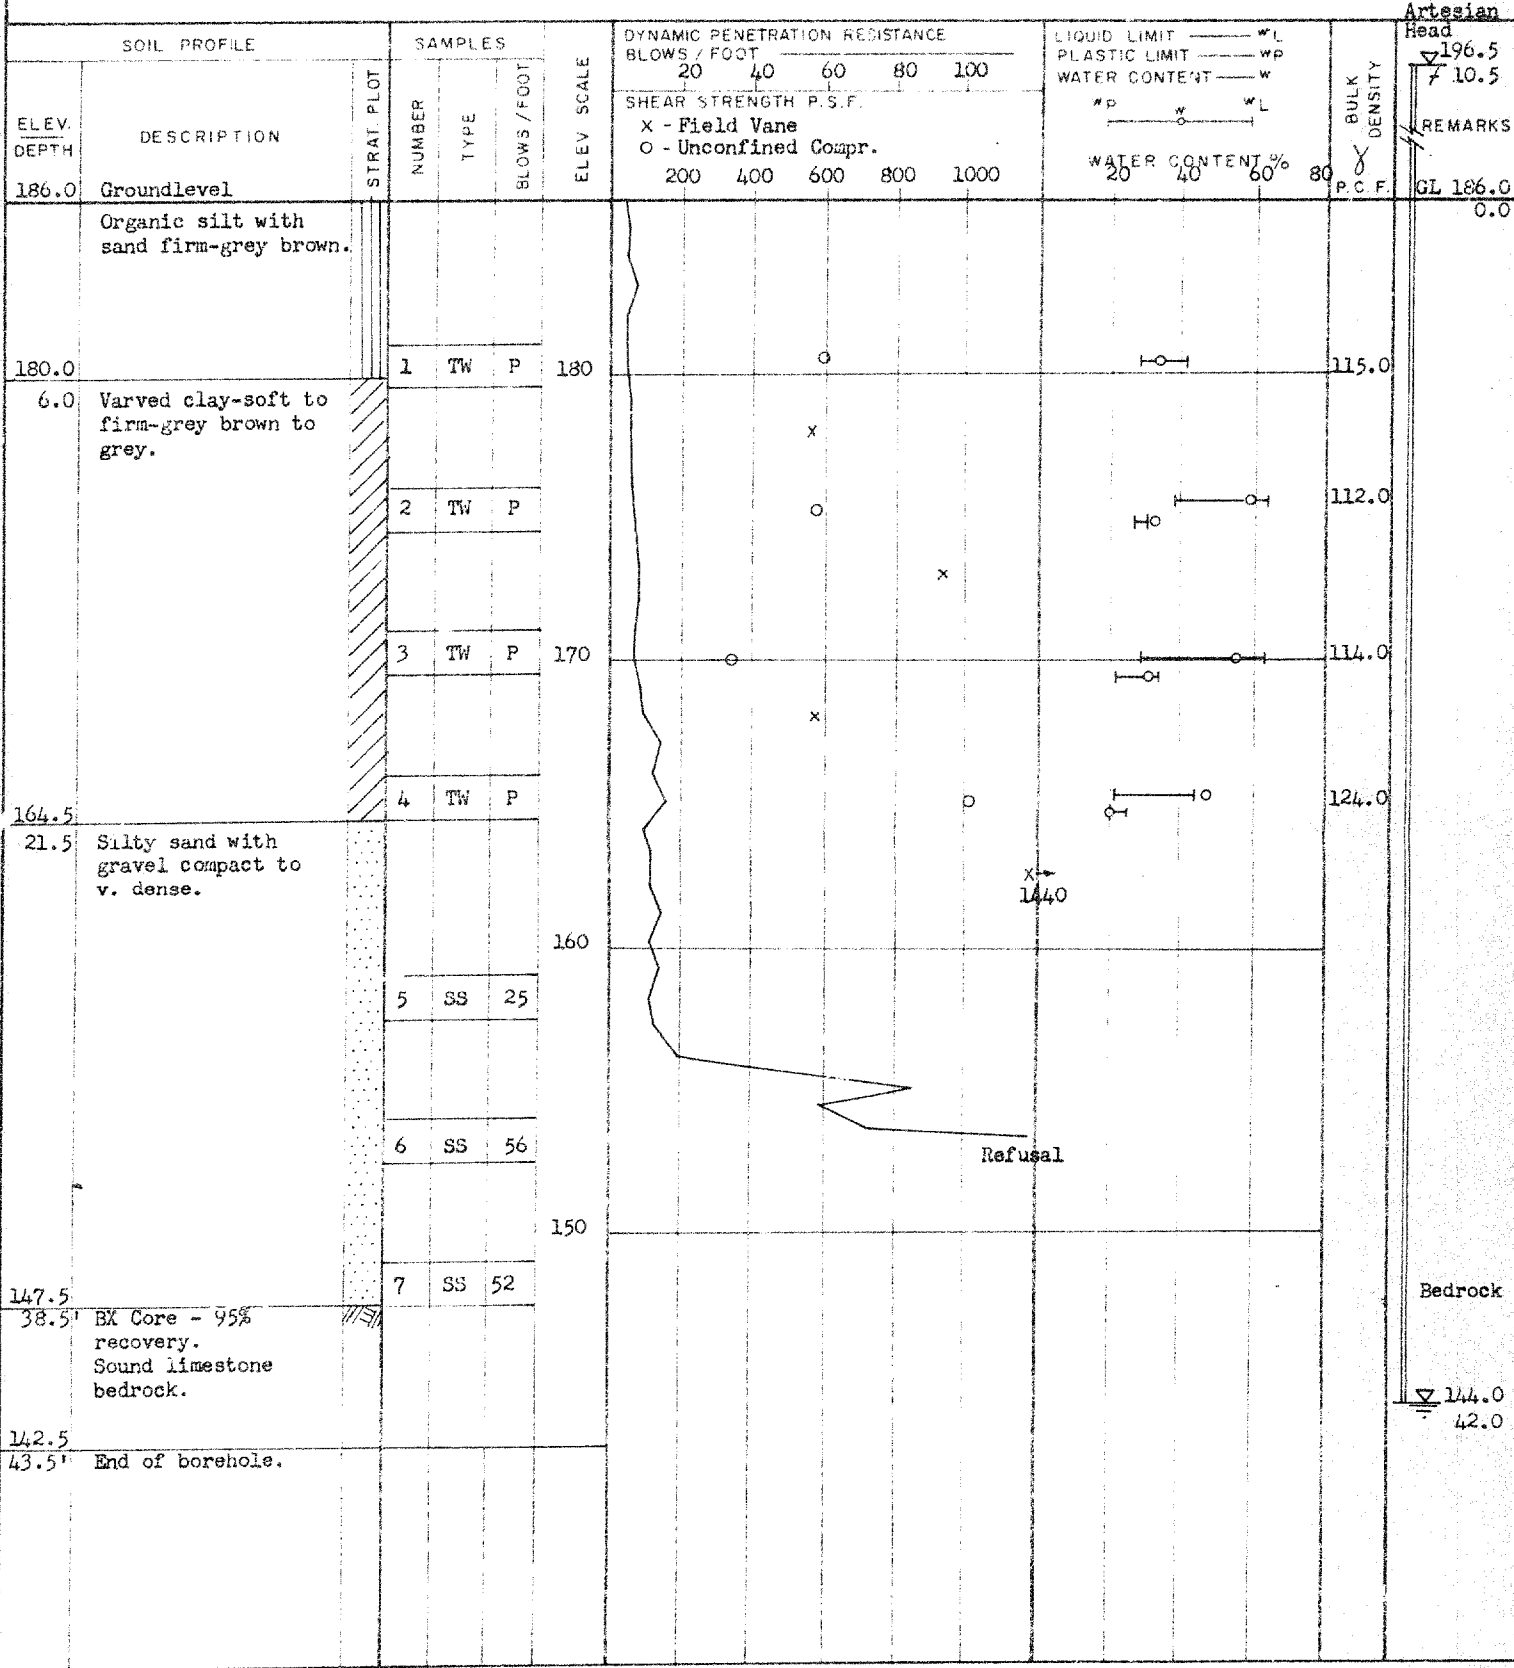 Artesian
Head
196.5
10.5
SOIL PROFILE
SAMPLES
DYNAMIC PENETRATION RESISTANCE
BLOWS / FOOT
20 40 60 80 100
LIQUID LIMIT wL
PLASTIC LIMIT wP
WATER CONTENT w
ELEV.
DEPTH
DESCRIPTION
STRAT. PLOT
NUMBER
TYPE
BLOWS / FOOT
ELEV SCALE
SHEAR STRENGTH P.S.F.
X - Field Vane
O - Unconfined Compr.
200 400 600 800 1000
wP w wL
WATER CONTENT %
20 40 60 80
BULK
DENSITY
γ
P.C.F.
REMARKS
186.0 Groundlevel
GL 186.0
0.0
Organic silt with
sand firm-grey brown.
1 TW P
180
115.0
180.0
6.0
Varved clay-soft to
firm-grey brown to
grey.
2 TW P
112.0
3 TW P
170
114.0
4 TW P
124.0
164.5
21.5
Silty sand with
gravel compact to
v. dense.
1440
160
5 SS 25
6 SS 56
Refusal
150
7 SS 52
147.5
38.5'
Bedrock
BX Core - 95%
recovery.
Sound limestone
bedrock.
144.0
42.0
142.5
43.5' End of borehole.